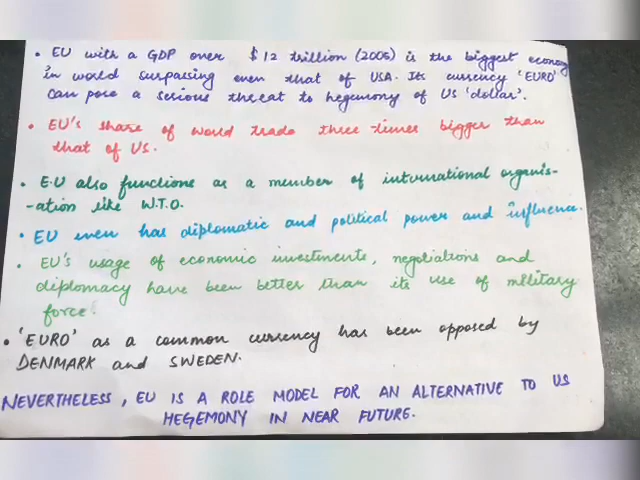 • EU with a GDP over $12 trillion (2005) is the biggest economy
in world surpassing even that of USA. Its currency 'EURO'
can pose a serious threat to hegemony of US 'dollar'.
• EU's share of world trade three times bigger than
that of US.
• E.U also functions as a member of international organis-
-ation like W.T.O.
• EU even has diplomatic and political power and influence.
• EU's usage of economic investments, negotiations and
diplomacy have been better than its use of military
force.
• 'EURO' as a common currency has been opposed by
DENMARK and SWEDEN.
NEVERTHELESS, EU IS A ROLE MODEL FOR AN ALTERNATIVE TO US
HEGEMONY IN NEAR FUTURE.